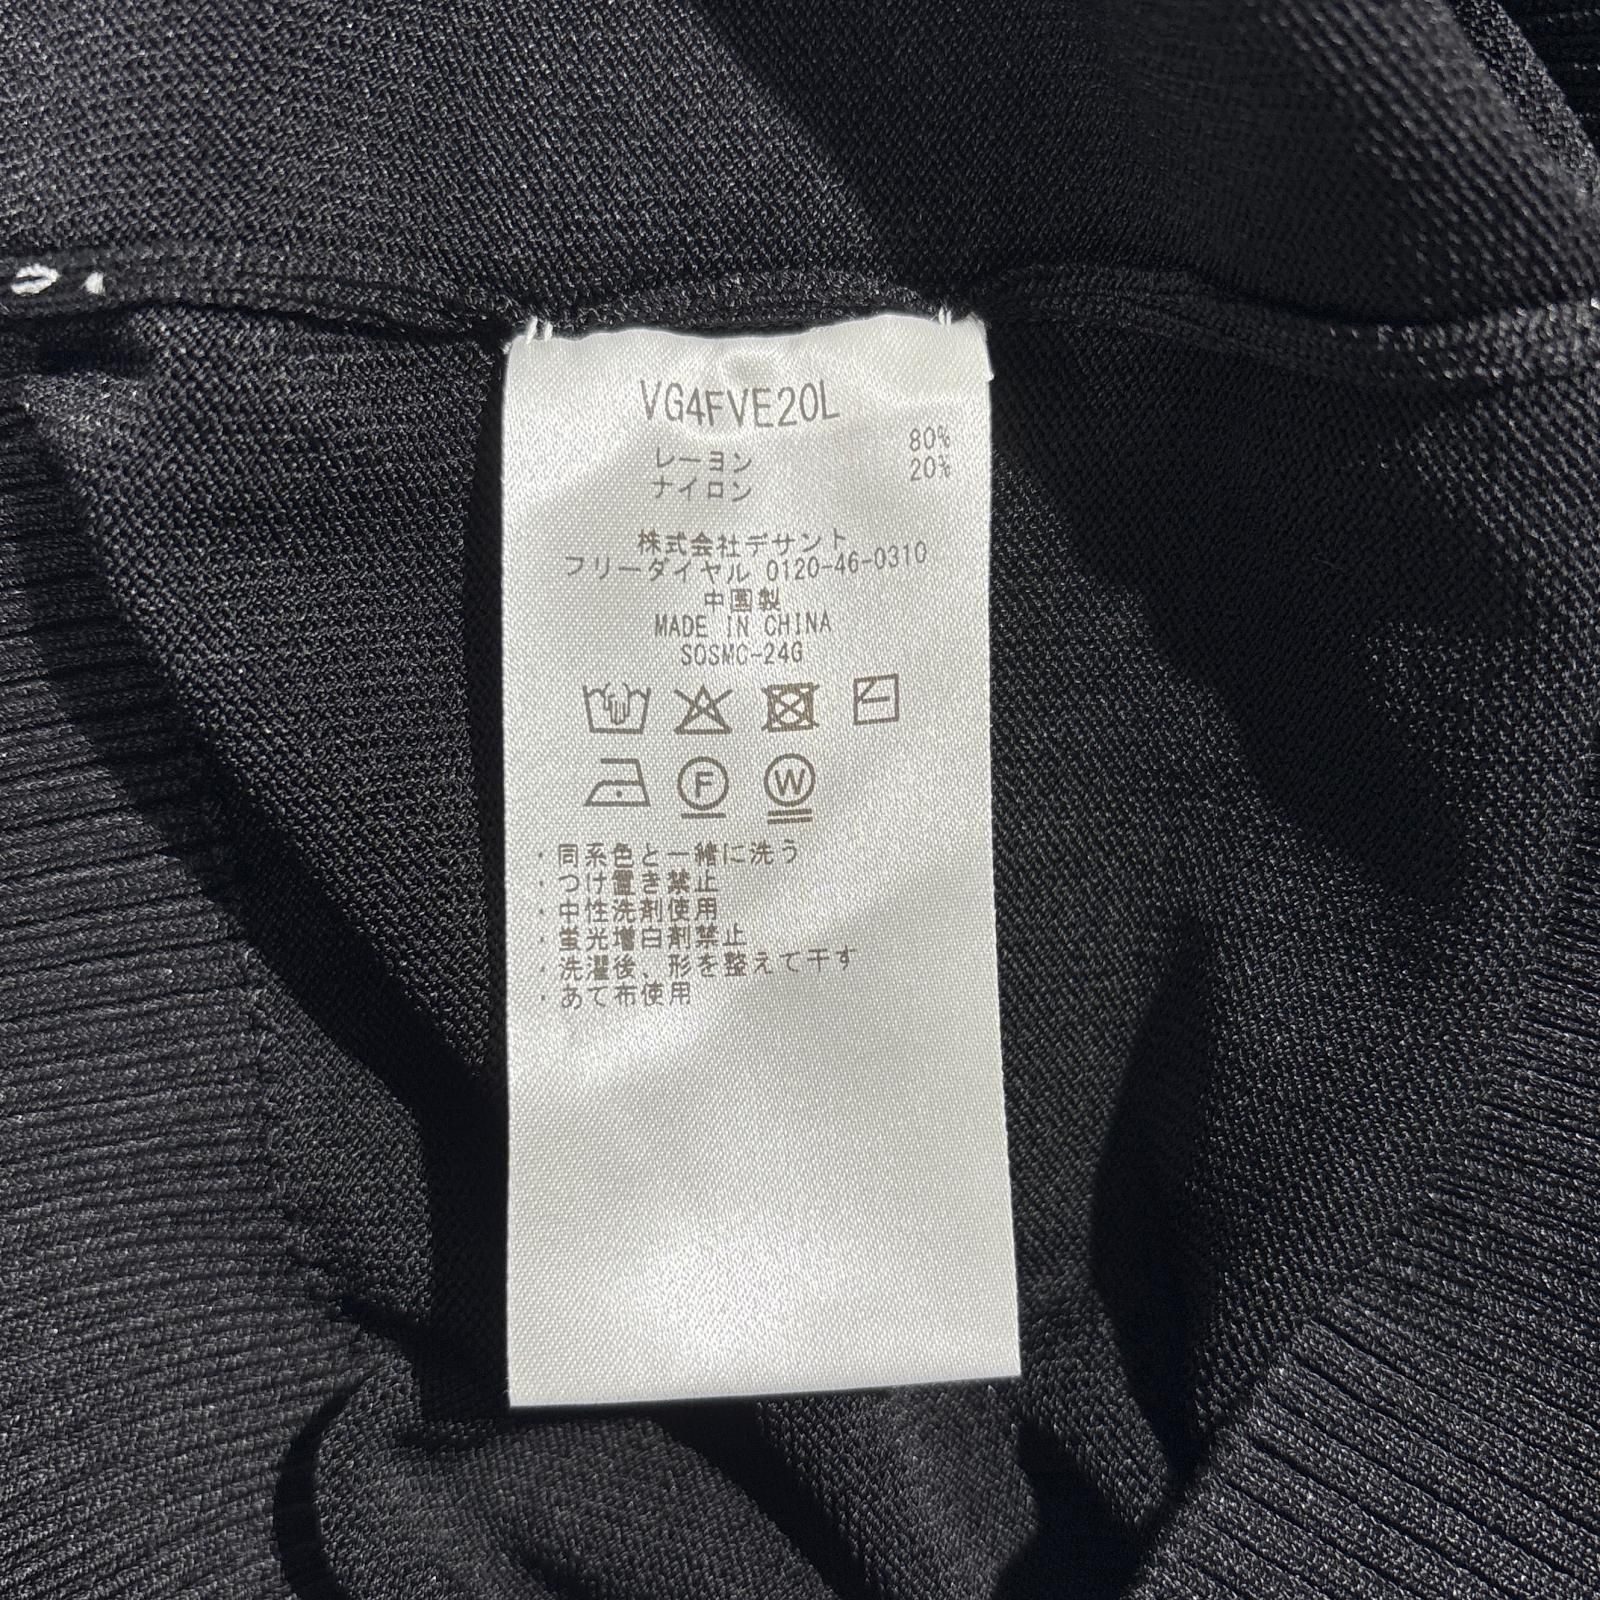 VG4FVE20L
レーヨン 80%
ナイロン 20%
株式会社デサント
フリーダイヤル 0120-46-0310
中国製
MADE IN CHINA
SOSMC-24G
F W
・同系色と一緒に洗う
・つけ置き禁止
・中性洗剤使用
・蛍光増白剤禁止
・洗濯後、形を整えて干す
・あて布使用